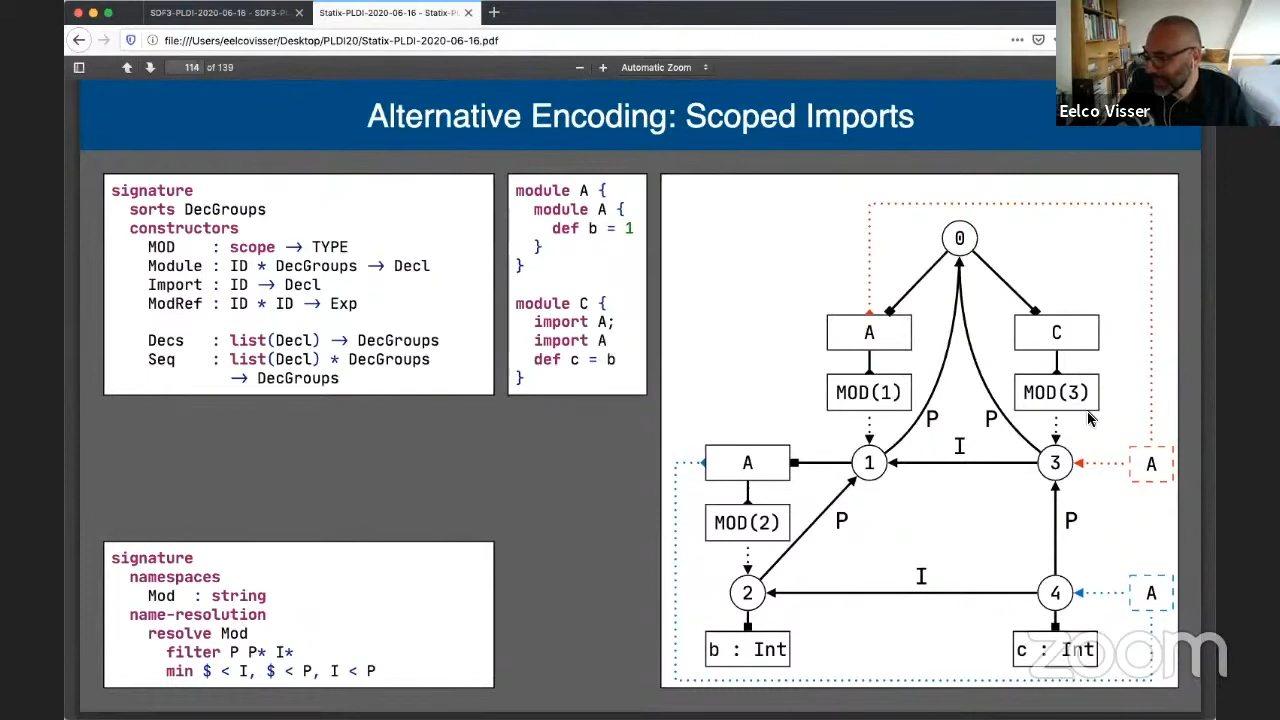 SDF3-PLDI-2020-06-16 - SDF3-P
Statix-PLDI-2020-06-16 - Statix-PL
file:///Users/eelcovisser/Desktop/PLDI20/Statix-PLDI-2020-06-16.pdf
114 of 139
Automatic Zoom
Eelco Visser
Alternative Encoding: Scoped Imports
signature
sorts DecGroups
constructors
MOD : scope → TYPE
Module : ID * DecGroups → Decl
Import : ID → Decl
ModRef : ID * ID → Exp
Decs : list(Decl) → DecGroups
Seq : list(Decl) * DecGroups
→ DecGroups
module A {
module A {
def b = 1
}
}
module C {
import A;
import A
def c = b
}
signature
namespaces
Mod : string
name-resolution
resolve Mod
filter P P* I*
min $ < I, $ < P, I < P
0
A
C
MOD(1)
MOD(3)
P
P
I
A
1
3
A
MOD(2)
P
P
I
2
4
A
b : Int
c : Int
zoom